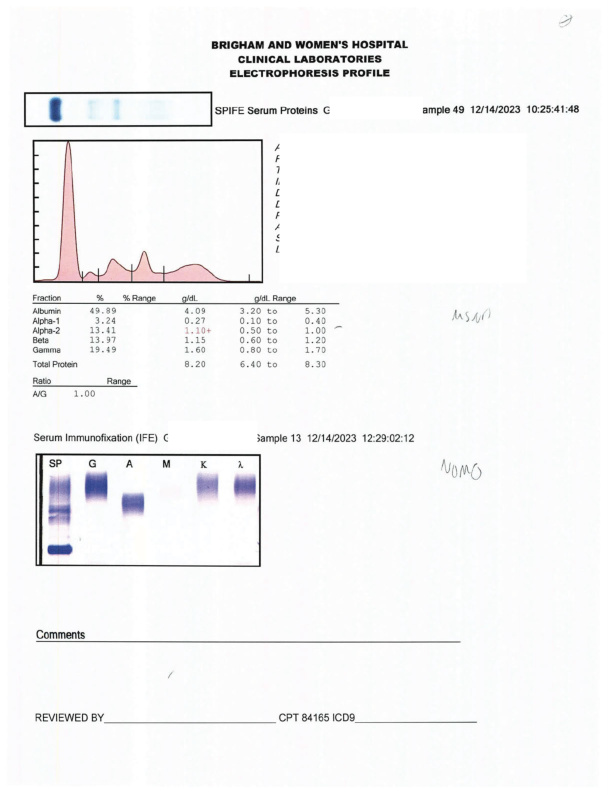 BRIGHAM AND WOMEN'S HOSPITAL
CLINICAL LABORATORIES
ELECTROPHORESIS PROFILE
SPIFE Serum Proteins G ample 49 12/14/2023 10:25:41:48
Fraction % % Range g/dL g/dL Range
Albumin 49.89 4.09 3.20 to 5.30
Alpha-1 3.24 0.27 0.10 to 0.40
Alpha-2 13.41 1.10+ 0.50 to 1.00
Beta 13.97 1.15 0.60 to 1.20
Gamma 19.49 1.60 0.80 to 1.70
Total Protein 8.20 6.40 to 8.30
Ratio Range
A/G 1.00
Serum Immunofixation (IFE) Sample 13 12/14/2023 12:29:02:12
SP G A M K λ
NOMO
Comments
REVIEWED BY CPT 84165 ICD9